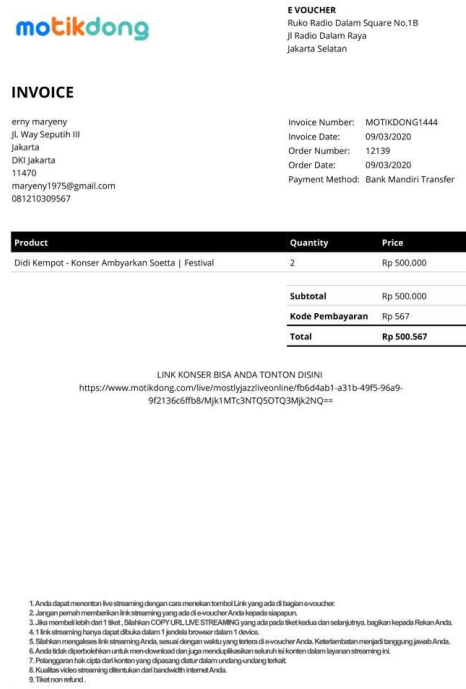 motikdong
E VOUCHER
Ruko Radio Dalam Square No.1B
Jl Radio Dalam Raya
Jakarta Selatan
INVOICE
erny maryeny
Jl. Way Seputih III
Jakarta
DKI Jakarta
11470
maryeny1975@gmail.com
081210309567
Invoice Number: MOTIKDONG1444
Invoice Date: 09/03/2020
Order Number: 12139
Order Date: 09/03/2020
Payment Method: Bank Mandiri Transfer
Product Quantity Price
Didi Kempot - Konser Ambyarkan Soetta | Festival 2 Rp 500.000
Subtotal Rp 500.000
Kode Pembayaran Rp 567
Total Rp 500.567
LINK KONSER BISA ANDA TONTON DISINI
https://www.motikdong.com/live/mostlyjazzliveonline/fb6d4ab1-a31b-49f5-96a9-
9f2136c6ffb8/Mjk1MTc3NTQ5OTQ3Mjk2NQ==
1. Anda dapat menonton live streaming dengan cara menekan tombol Link yang ada di bagian e-voucher.
2. Jangan pernah memberikan link streaming yang ada di e-voucher Anda kepada siapapun.
3. Jika membeli lebih dari 1 tiket , Silahkan COPY URL LIVE STREAMING yang ada pada tiket kedua dan selanjutnya. bagikan kepada Rekan Anda.
4. 1 link streaming hanya dapat dibuka dalam 1 jendela browser dalam 1 device.
5. Silahkan mengakses link streaming Anda, sesuai dengan waktu yang tertera di e-voucher Anda. Keterlambatan menjadi tanggung jawab Anda.
6. Anda tidak diperbolehkan untuk men-download dan juga menduplikasikan seluruh isi konten dalam layanan streaming ini.
7. Pelanggaran hak cipta dari konten yang dipasang diatur dalam undang-undang terkait.
8. Kualitas video streaming ditentukan dari bandwidth internet Anda.
9. Tiket non refund .